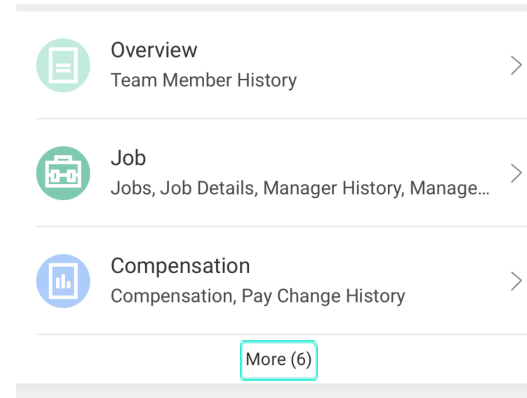 Overview
Team Member History
Job
Jobs, Job Details, Manager History, Manage...
Compensation
Compensation, Pay Change History
More (6)